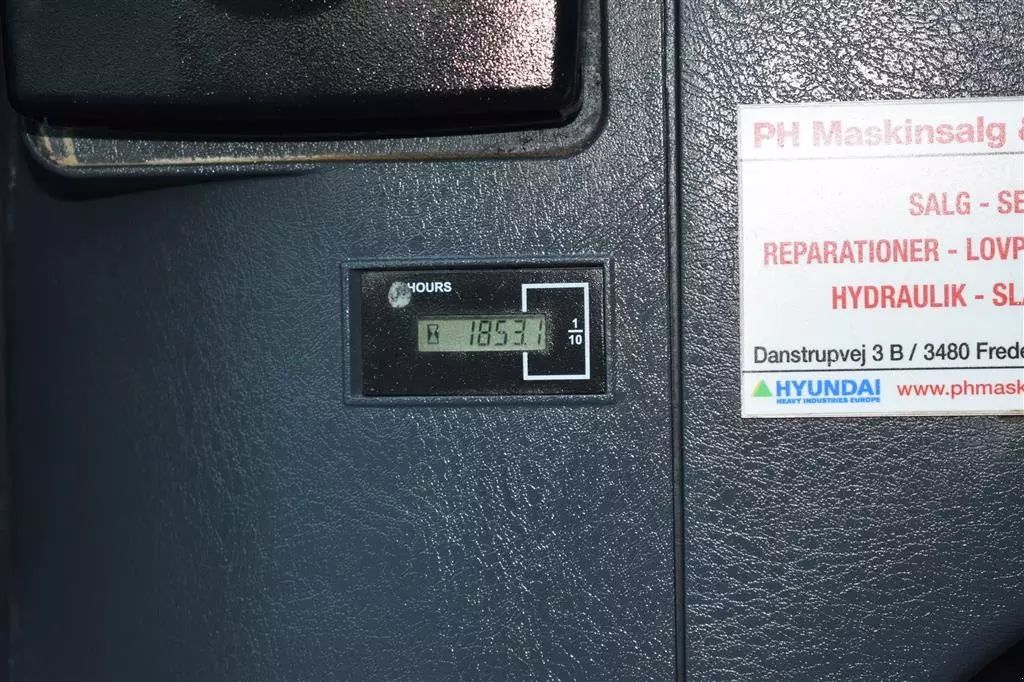 HOURS
1853.1
1
10
PH Maskinsalg &
SALG - SE
REPARATIONER - LOVP
HYDRAULIK - SL
Danstrupvej 3 B / 3480 Frede
HYUNDAI www.phmask
HEAVY INDUSTRIES EUROPE